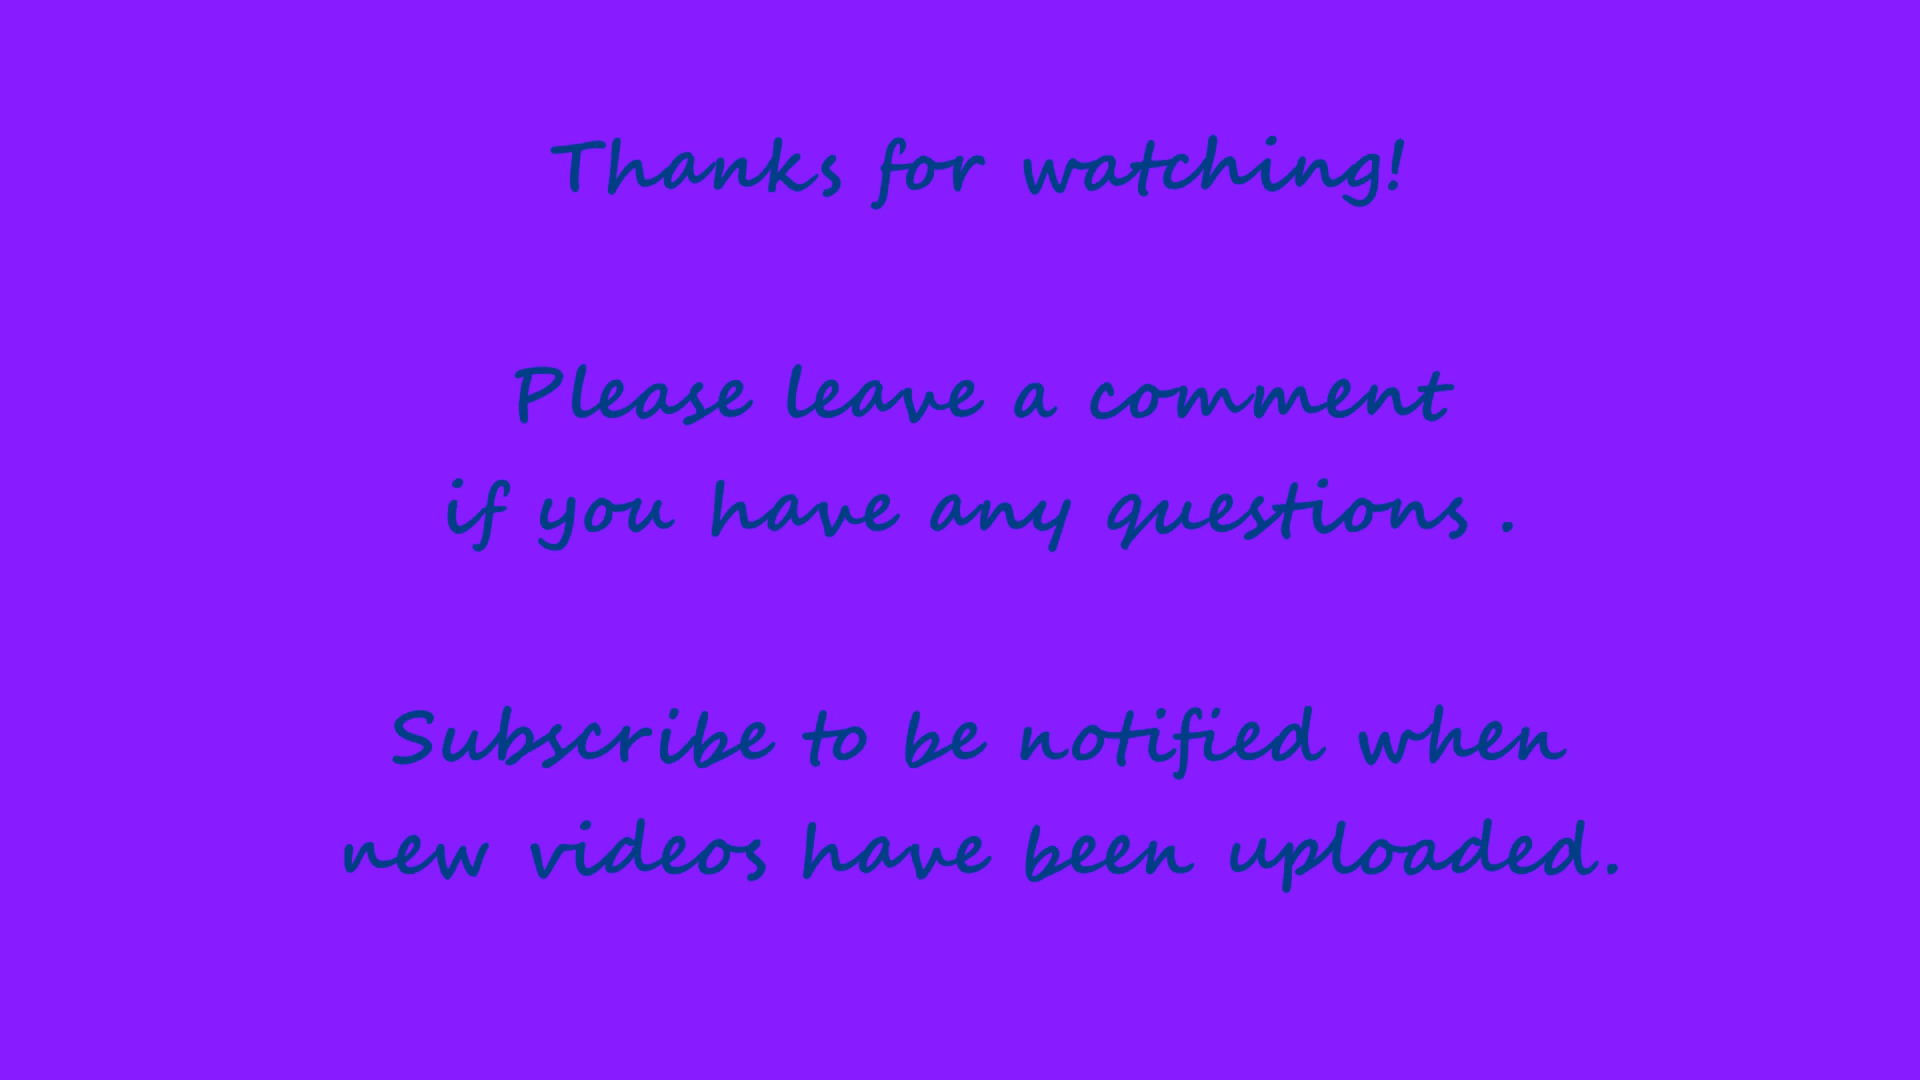 Thanks for watching!
Please leave a comment
if you have any questions .
Subscribe to be notified when
new videos have been uploaded.